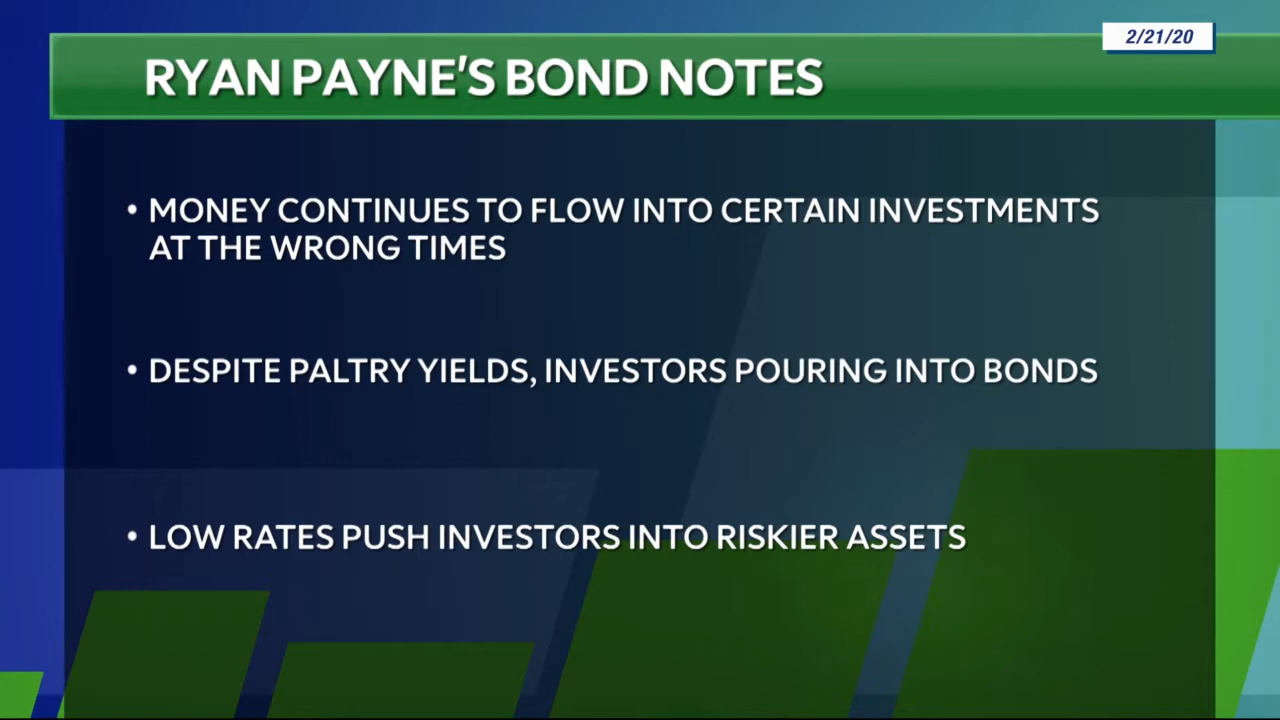 2/21/20
RYAN PAYNE'S BOND NOTES
• MONEY CONTINUES TO FLOW INTO CERTAIN INVESTMENTS
AT THE WRONG TIMES
• DESPITE PALTRY YIELDS, INVESTORS POURING INTO BONDS
• LOW RATES PUSH INVESTORS INTO RISKIER ASSETS